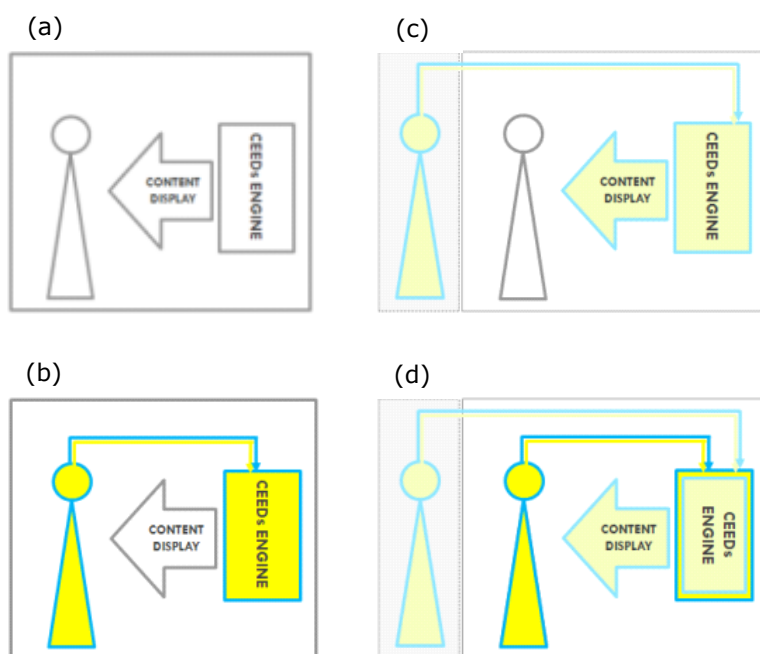 (a)
CONTENT
DISPLAY
CEEDs ENGINE
(c)
CONTENT
DISPLAY
CEEDs ENGINE
(b)
CONTENT
DISPLAY
CEEDs ENGINE
(d)
CONTENT
DISPLAY
CEEDs
ENGINE